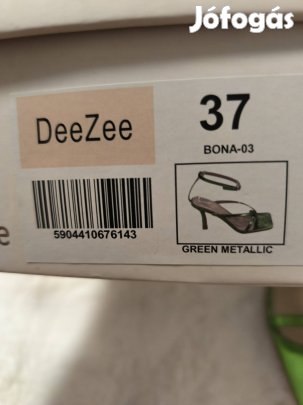 Jófogás
DeeZee
37
BONA-03
5904410676143
GREEN METALLIC
e